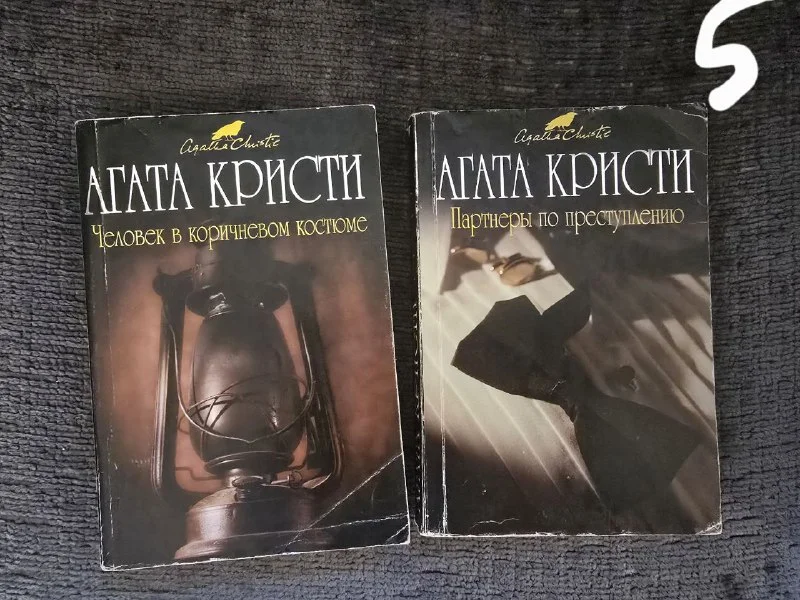 5
Agatha Christie
АГАТА КРИСТИ
Человек в коричневом костюме
Agatha Christie
АГАТА КРИСТИ
Партнеры по преступлению